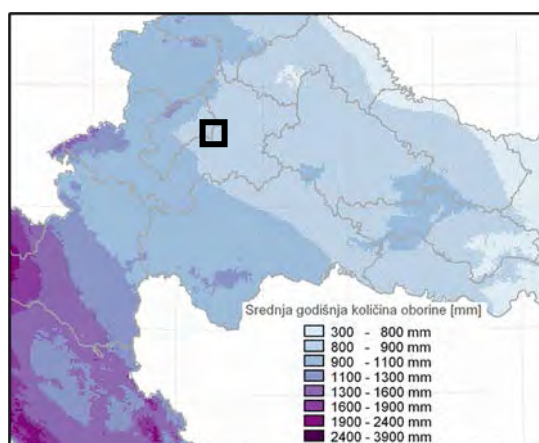 Srednja godišnja količina oborine [mm]
300 - 800 mm
800 - 900 mm
900 - 1100 mm
1100 - 1300 mm
1300 - 1600 mm
1600 - 1900 mm
1900 - 2400 mm
2400 - 3900 mm